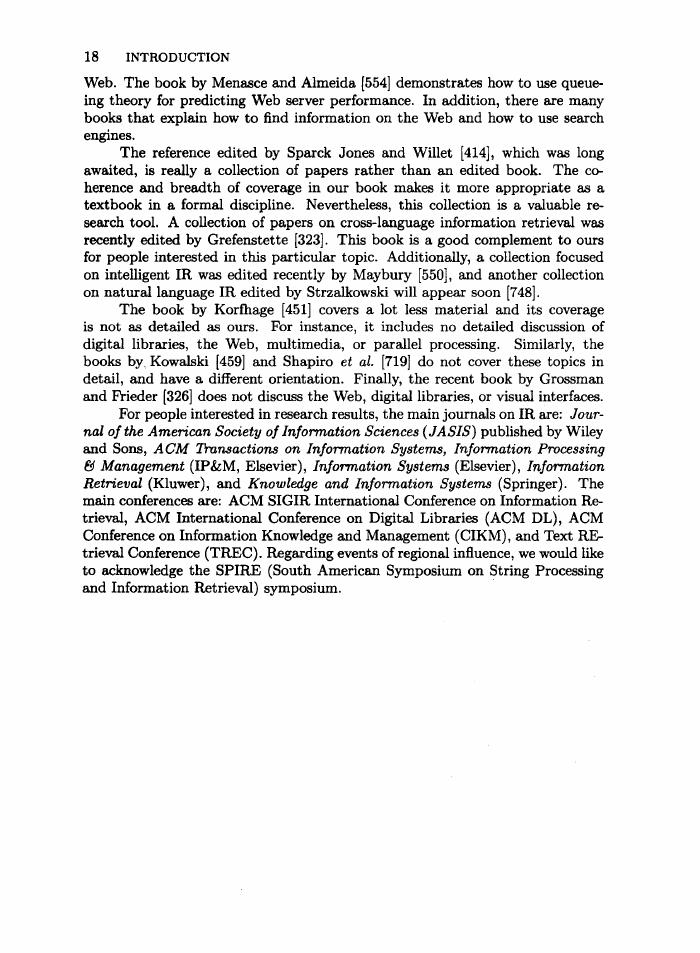 18 INTRODUCTION
Web. The book by Menasce and Almeida [554] demonstrates how to use queue-
ing theory for predicting Web server performance. In addition, there are many
books that explain how to find information on the Web and how to use search
engines.
The reference edited by Sparck Jones and Willet [414], which was long
awaited, is really a collection of papers rather than an edited book. The co-
herence and breadth of coverage in our book makes it more appropriate as a
textbook in a formal discipline. Nevertheless, this collection is a valuable re-
search tool. A collection of papers on cross-language information retrieval was
recently edited by Grefenstette [323]. This book is a good complement to ours
for people interested in this particular topic. Additionally, a collection focused
on intelligent IR was edited recently by Maybury [550], and another collection
on natural language IR edited by Strzalkowski will appear soon [748].
The book by Korfhage [451] covers a lot less material and its coverage
is not as detailed as ours. For instance, it includes no detailed discussion of
digital libraries, the Web, multimedia, or parallel processing. Similarly, the
books by Kowalski [459] and Shapiro et al. [719] do not cover these topics in
detail, and have a different orientation. Finally, the recent book by Grossman
and Frieder [326] does not discuss the Web, digital libraries, or visual interfaces.
For people interested in research results, the main journals on IR are: Jour-
nal of the American Society of Information Sciences (JASIS) published by Wiley
and Sons, ACM Transactions on Information Systems, Information Processing
& Management (IP&M, Elsevier), Information Systems (Elsevier), Information
Retrieval (Kluwer), and Knowledge and Information Systems (Springer). The
main conferences are: ACM SIGIR International Conference on Information Re-
trieval, ACM International Conference on Digital Libraries (ACM DL), ACM
Conference on Information Knowledge and Management (CIKM), and Text RE-
trieval Conference (TREC). Regarding events of regional influence, we would like
to acknowledge the SPIRE (South American Symposium on String Processing
and Information Retrieval) symposium.